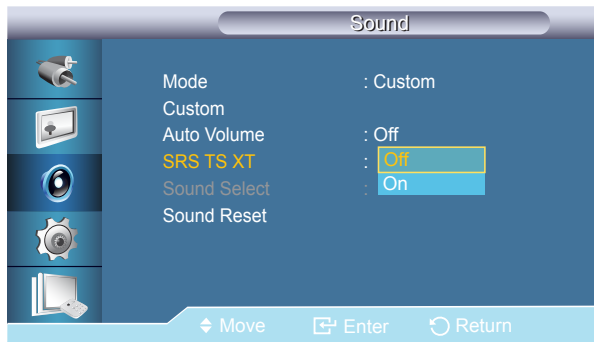 Sound
Mode : Custom
Custom
Auto Volume : Off
SRS TS XT : Off
Sound Select : On
Sound Reset
Move Enter Return